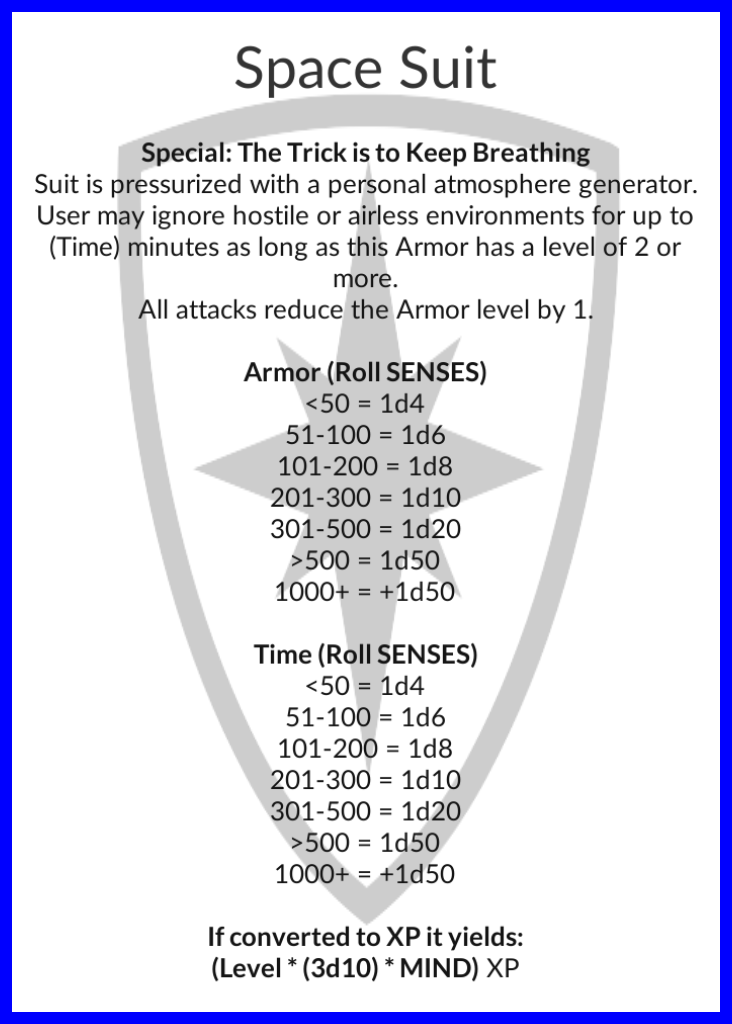 Space Suit
Special: The Trick is to Keep Breathing
Suit is pressurized with a personal atmosphere generator.
User may ignore hostile or airless environments for up to
(Time) minutes as long as this Armor has a level of 2 or
more.
All attacks reduce the Armor level by 1.
Armor (Roll SENSES)
<50 = 1d4
51-100 = 1d6
101-200 = 1d8
201-300 = 1d10
301-500 = 1d20
>500 = 1d50
1000+ = +1d50
Time (Roll SENSES)
<50 = 1d4
51-100 = 1d6
101-200 = 1d8
201-300 = 1d10
301-500 = 1d20
>500 = 1d50
1000+ = +1d50
If converted to XP it yields:
(Level * (3d10) * MIND) XP